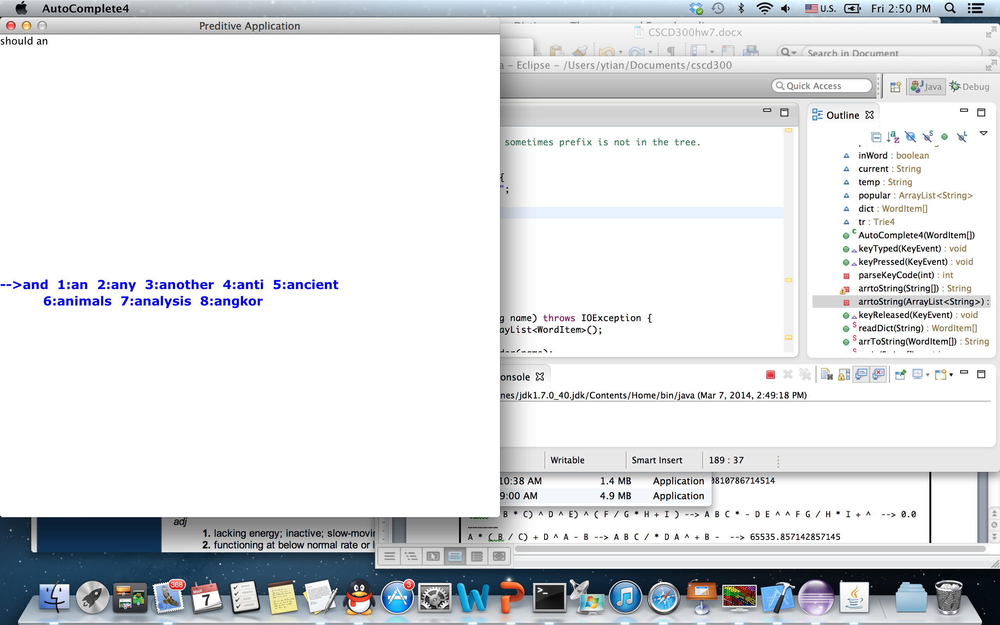 AutoComplete4
U.S. Fri 2:50 PM
Preditive Application
should an
-->and 1:an 2:any 3:another 4:anti 5:ancient
6:animals 7:analysis 8:angkor
CSCD300hw7.docx
Search in Document
a – Eclipse – /Users/ytian/Documents/cscd300
Quick Access
Java
Debug
sometimes prefix is not in the tree.
{
";
g name) throws IOException {
ayList<WordItem>();
der(name);
Outline
inWord : boolean
current : String
temp : String
popular : ArrayList<String>
dict : WordItem[]
tr : Trie4
AutoComplete4(WordItem[])
keyTyped(KeyEvent) : void
keyPressed(KeyEvent) : void
parseKeyCode(int) : int
arrtoString(String[]) : String
arrtoString(ArrayList<String>) :
keyReleased(KeyEvent) : void
readDict(String) : WordItem[]
arrToString(WordItem[]) : String
onsole
nes/jdk1.7.0_40.jdk/Contents/Home/bin/java (Mar 7, 2014, 2:49:18 PM)
Writable Smart Insert 189 : 37
10:38 AM 1.4 MB Application
9:00 AM 4.9 MB Application
0810786714514
B * C) ^ D ^ E) ^ ( F / G * H + I ) --> A B C * - D E ^ ^ F G / H * I + ^ --> 0.0
A * ( B / C) + D ^ A - B --> A B C / * D A ^ + B - --> 65535.857142857145
adj
1. lacking energy; inactive; slow-movin
2. functioning at below normal rate or l
368
MAR
7
3